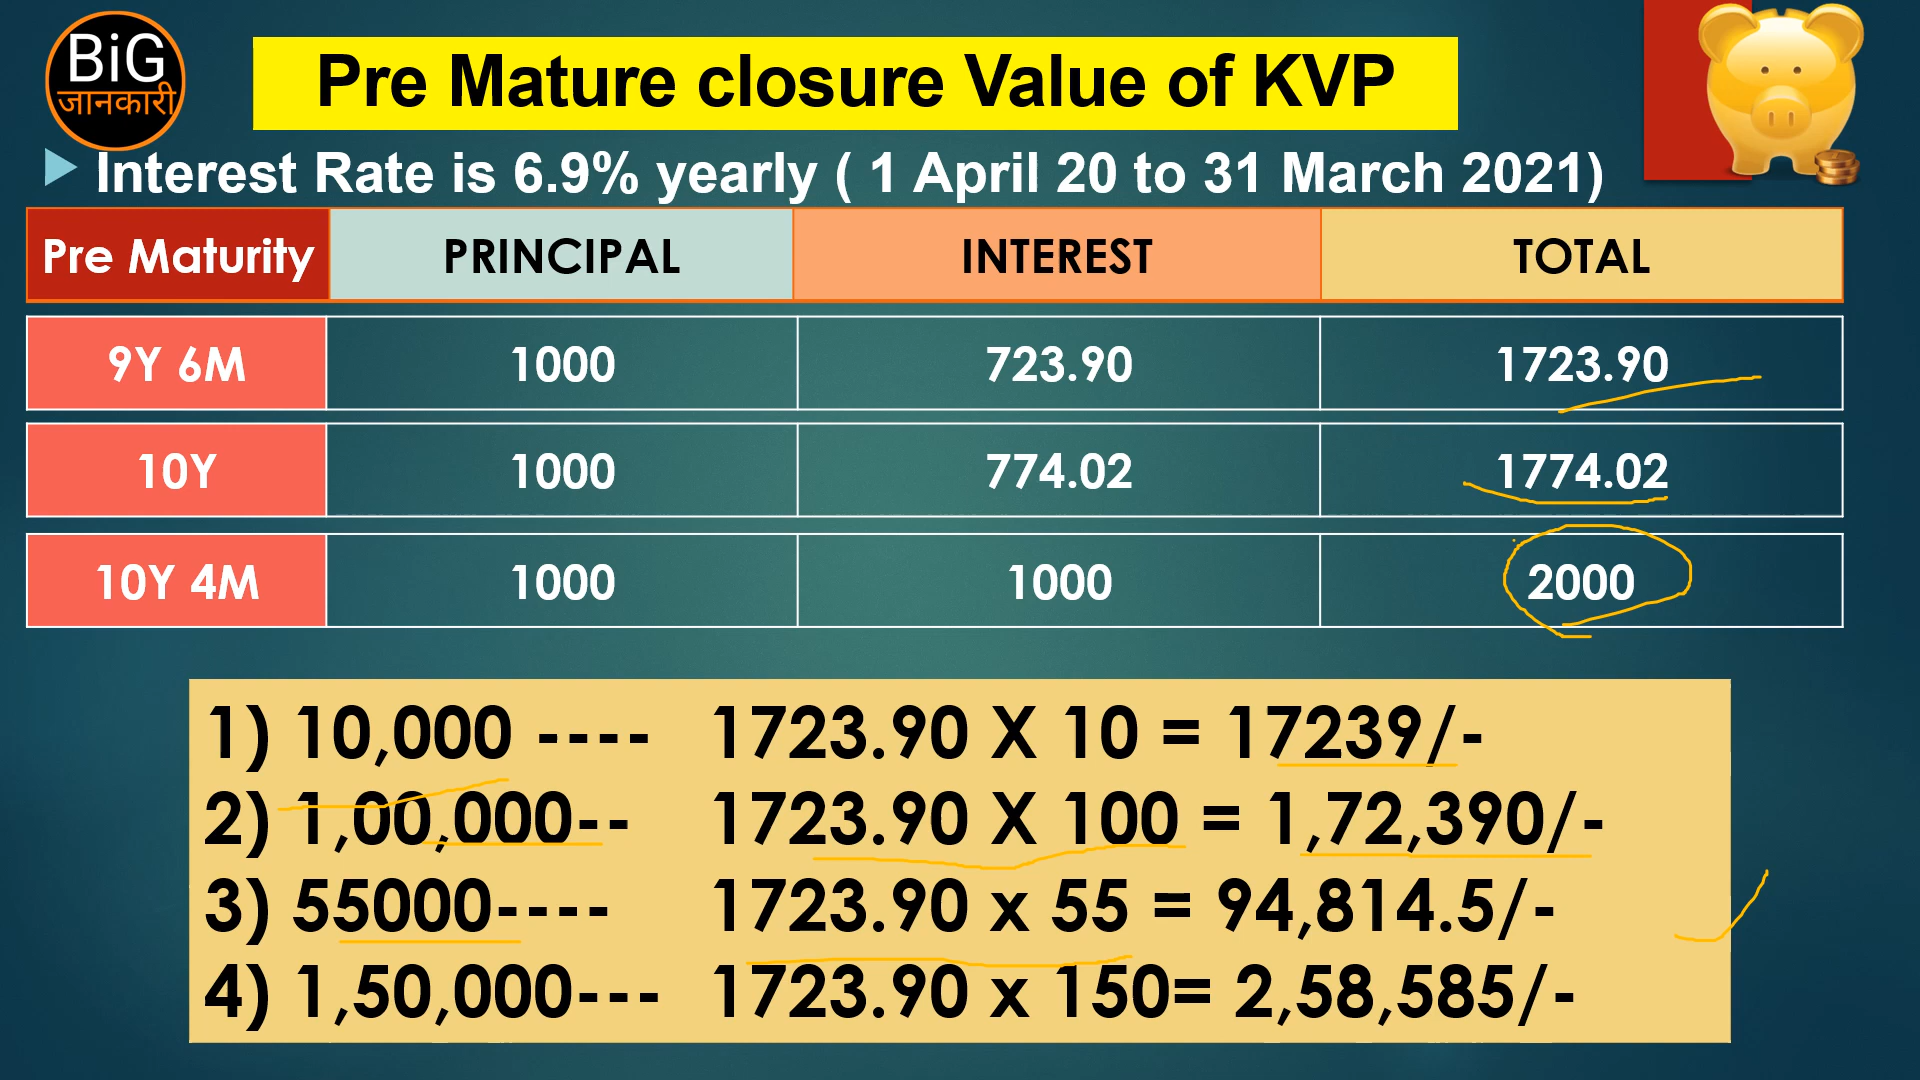 BiG
जानकारी
Pre Mature closure Value of KVP
Interest Rate is 6.9% yearly ( 1 April 20 to 31 March 2021)
Pre Maturity PRINCIPAL INTEREST TOTAL
9Y 6M 1000 723.90 1723.90
10Y 1000 774.02 1774.02
10Y 4M 1000 1000 2000
1) 10,000 ---- 1723.90 X 10 = 17239/-
2) 1,00,000-- 1723.90 X 100 = 1,72,390/-
3) 55000---- 1723.90 x 55 = 94,814.5/-
4) 1,50,000--- 1723.90 x 150= 2,58,585/-